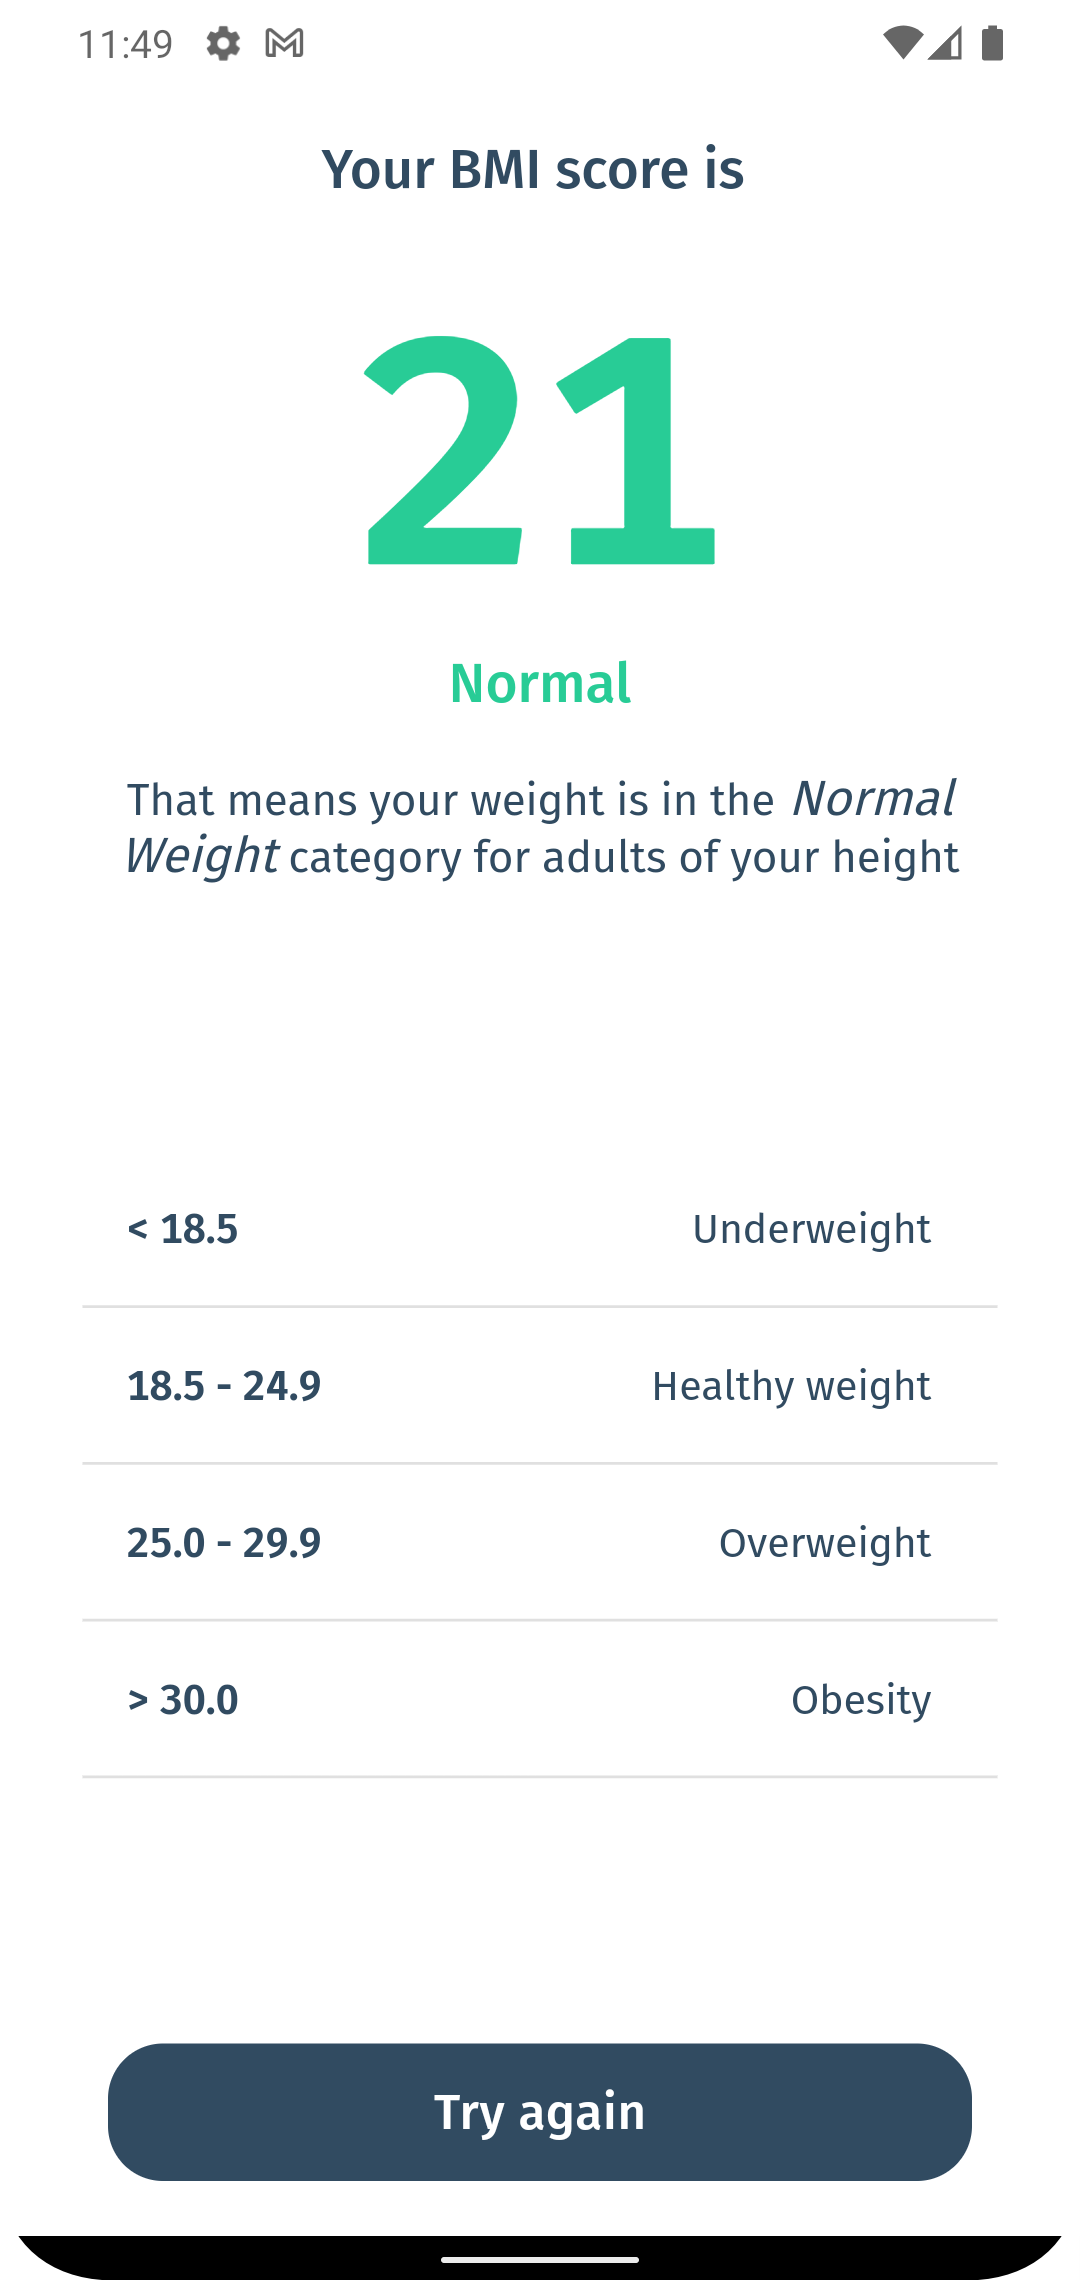 11:49
Your BMI score is
21
Normal
That means your weight is in the Normal
Weight category for adults of your height
< 18.5 Underweight
18.5 - 24.9 Healthy weight
25.0 - 29.9 Overweight
> 30.0 Obesity
Try again